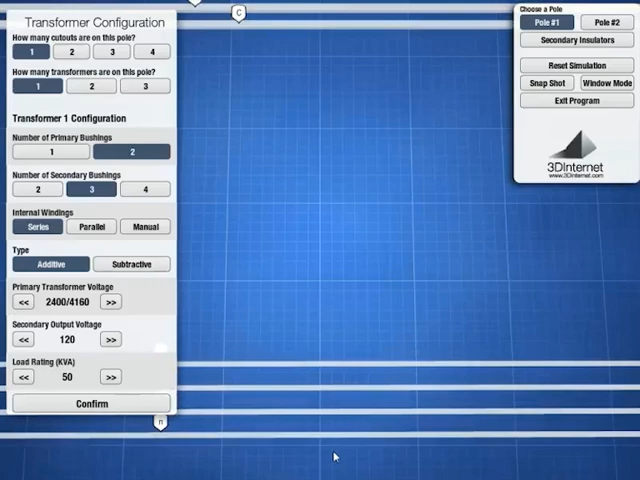 Transformer Configuration
How many cutouts are on this pole?
1 2 3 4
How many transformers are on this pole?
1 2 3
Transformer 1 Configuration
Number of Primary Bushings
1 2
Number of Secondary Bushings
2 3 4
Internal Windings
Series Parallel Manual
Type
Additive Subtractive
Primary Transformer Voltage
<< 2400/4160 >>
Secondary Output Voltage
<< 120 >>
Load Rating (KVA)
<< 50 >>
Confirm
C
n
Choose a Pole
Pole #1 Pole #2
Secondary Insulators
Reset Simulation
Snap Shot Window Mode
Exit Program
3DInternet
www.3DInternet.com